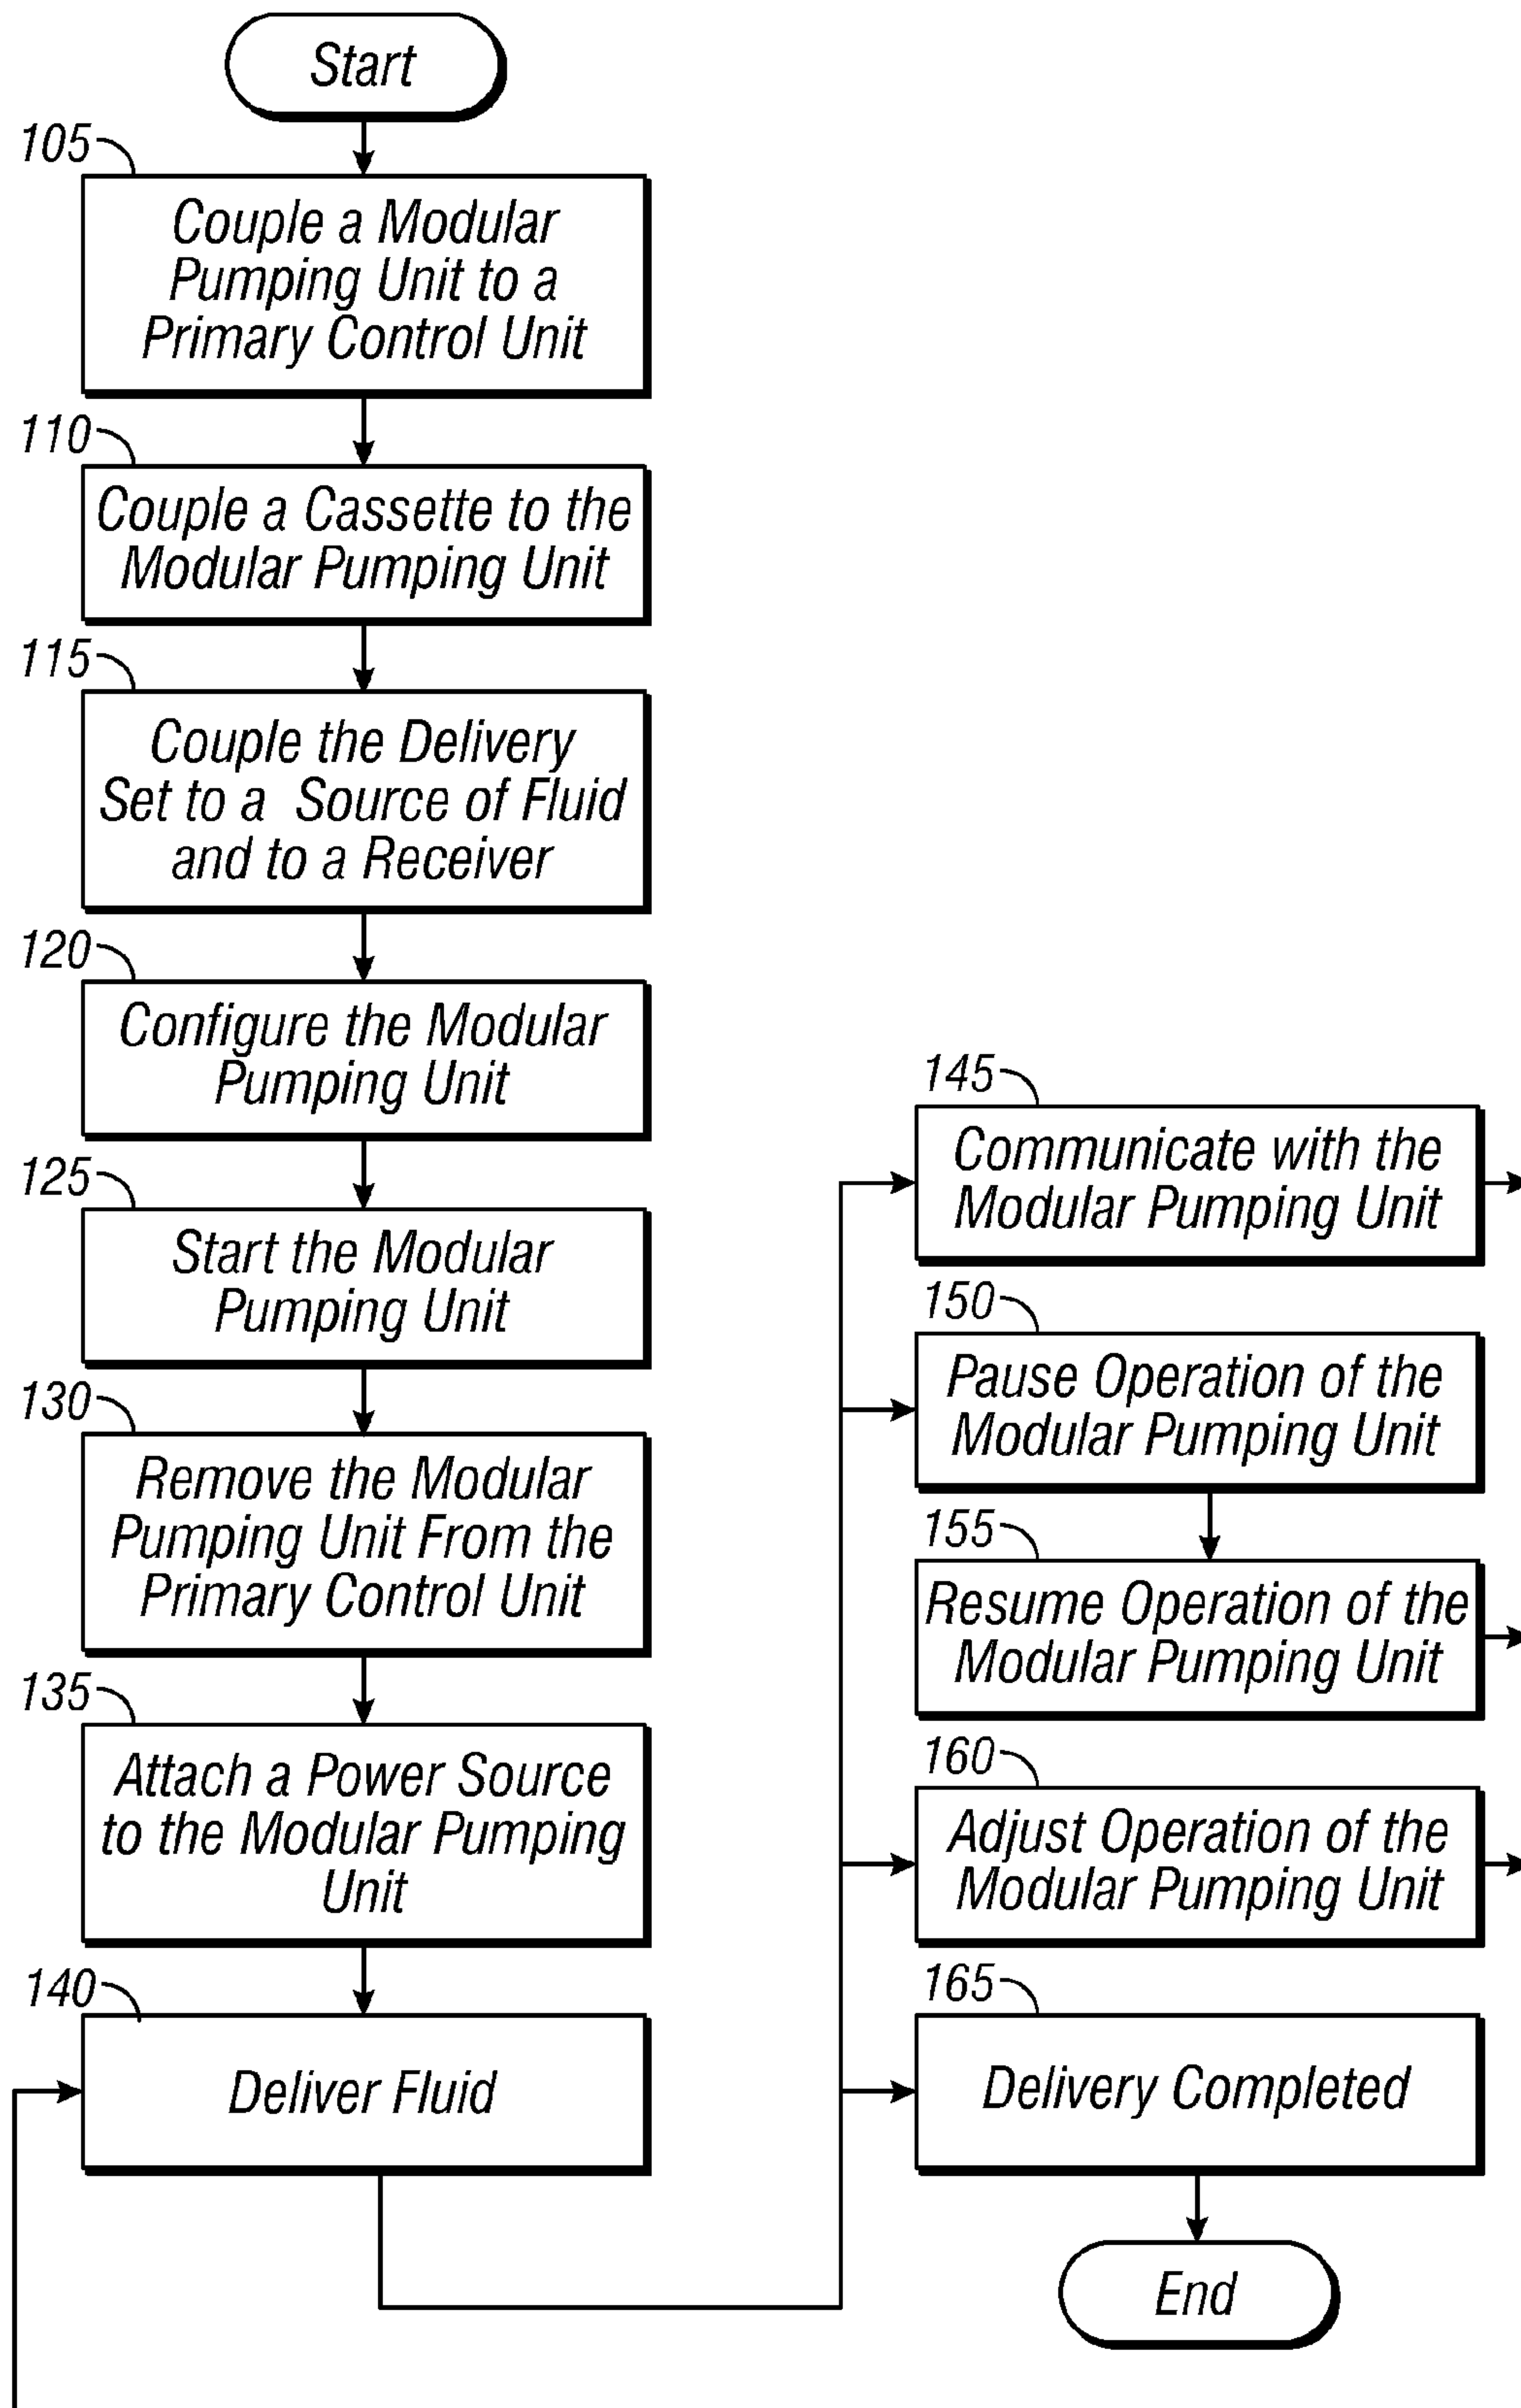 Start
105
Couple a Modular
Pumping Unit to a
Primary Control Unit
110
Couple a Cassette to the
Modular Pumping Unit
115
Couple the Delivery
Set to a Source of Fluid
and to a Receiver
120
Configure the Modular
Pumping Unit
125
Start the Modular
Pumping Unit
130
Remove the Modular
Pumping Unit From the
Primary Control Unit
135
Attach a Power Source
to the Modular Pumping
Unit
140
Deliver Fluid
145
Communicate with the
Modular Pumping Unit
150
Pause Operation of the
Modular Pumping Unit
155
Resume Operation of the
Modular Pumping Unit
160
Adjust Operation of the
Modular Pumping Unit
165
Delivery Completed
End